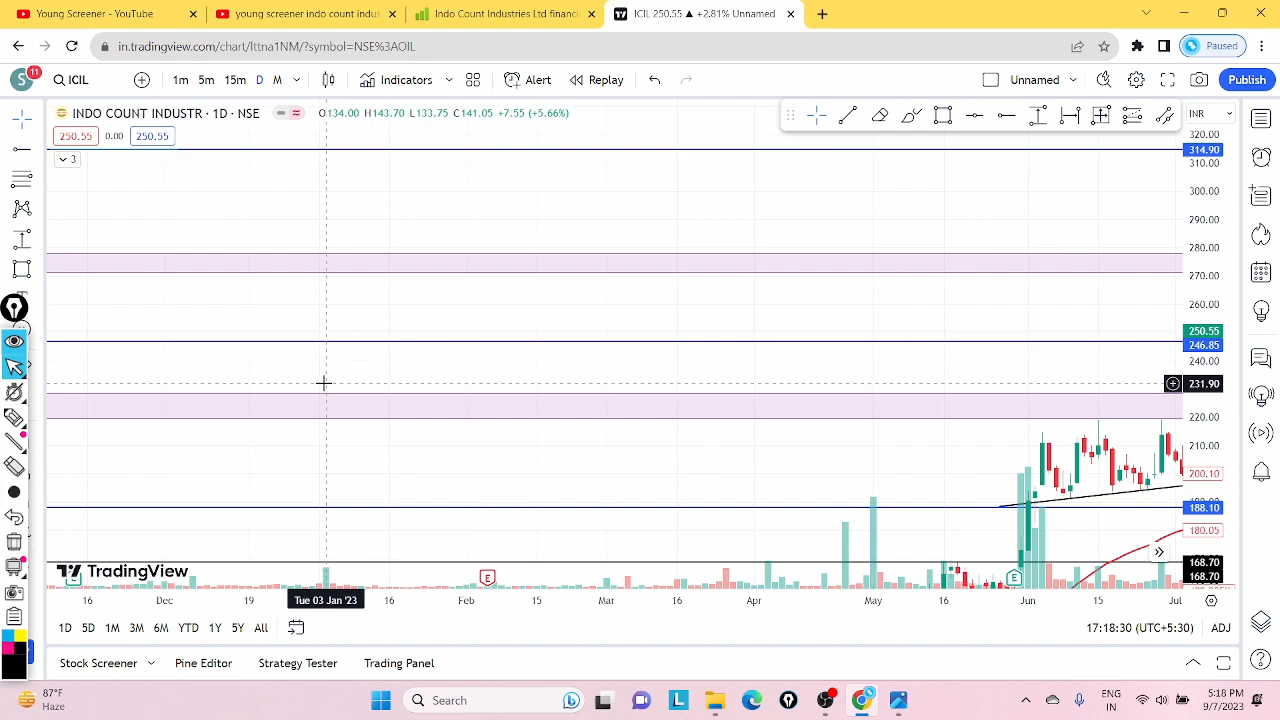 Young Screener - YouTube
young screener indo count indus
Indo Count Industries Ltd financi
ICIL 250.55 ▲ +2.81% Unnamed
in.tradingview.com/chart/lttna1NM/?symbol=NSE%3AOIL
Paused
S 11
ICIL
1m 5m 15m D M
Indicators
Alert
Replay
Unnamed
Publish
INDO COUNT INDUSTR · 1D · NSE
O134.00 H143.70 L133.75 C141.05 +7.55 (+5.66%)
INR
250.55 0.00 250.55
3
320.00
314.90
310.00
300.00
290.00
280.00
270.00
260.00
250.55
246.85
240.00
231.90
220.00
210.00
200.10
188.10
180.05
168.70
168.70
TradingView
E
E
16 Dec 19 Tue 03 Jan '23 16 Feb 15 Mar 16 Apr May 16 Jun 15 Jul
1D 5D 1M 3M 6M YTD 1Y 5Y All
17:18:30 (UTC+5:30) ADJ
Stock Screener Pine Editor Strategy Tester Trading Panel
87°F
Haze
Search
ENG
IN
5:18 PM
9/7/2023